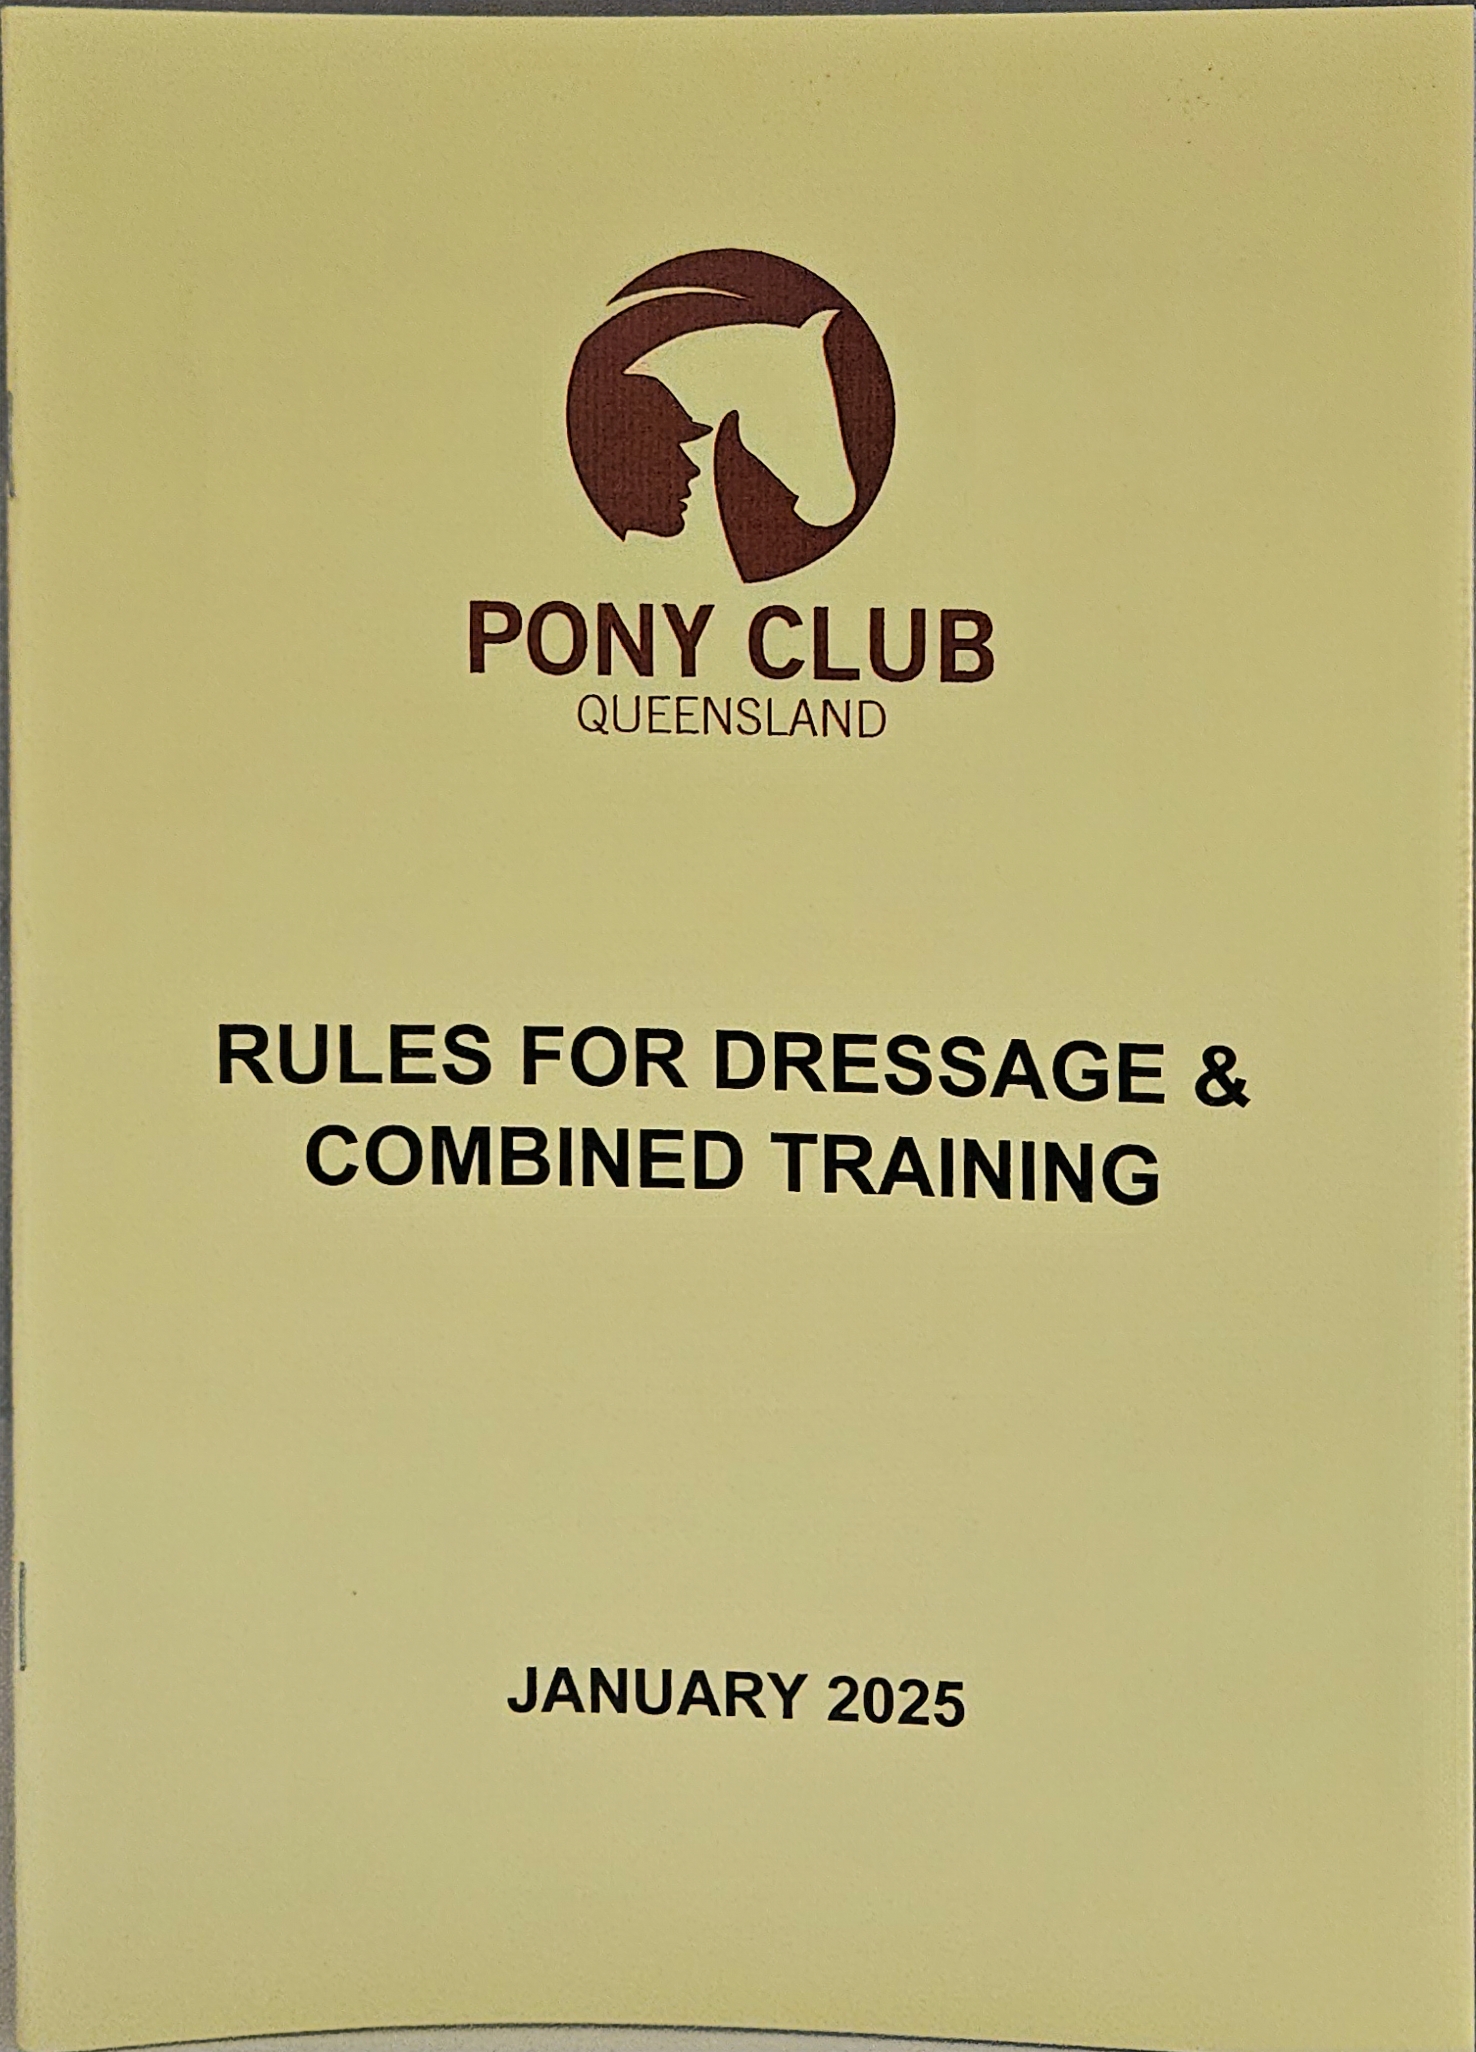 PONY CLUB
QUEENSLAND
RULES FOR DRESSAGE &
COMBINED TRAINING
JANUARY 2025